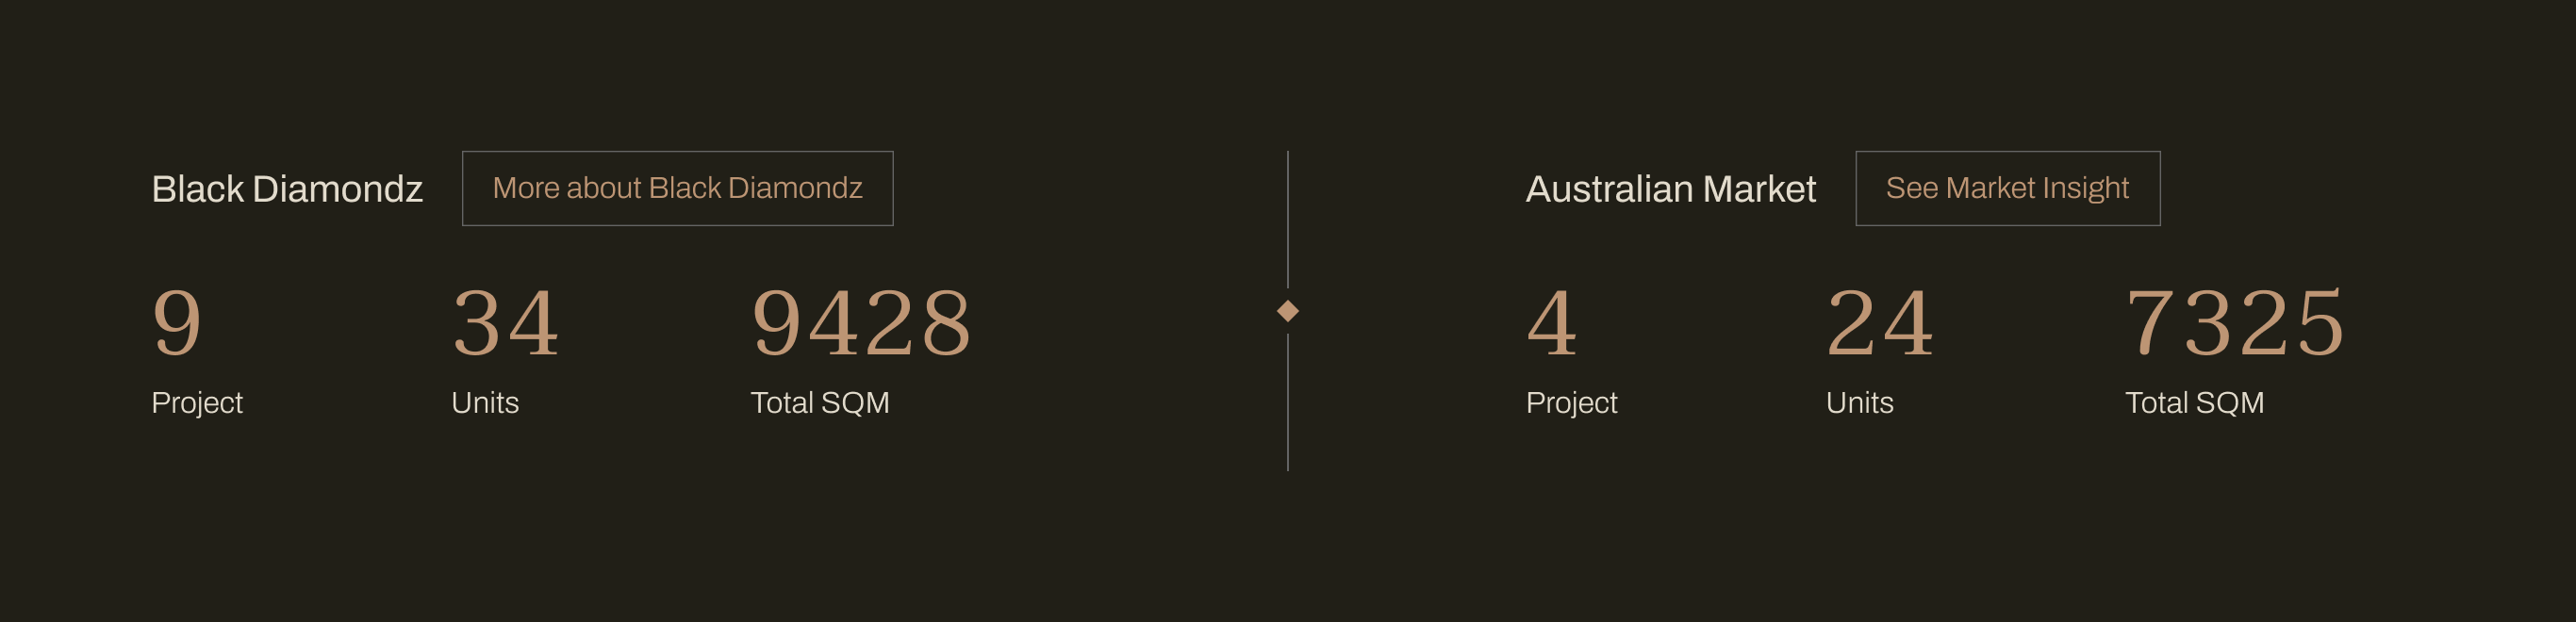 Black Diamondz
More about Black Diamondz
9
34
9428
Project
Units
Total SQM
Australian Market
See Market Insight
4
24
7325
Project
Units
Total SQM